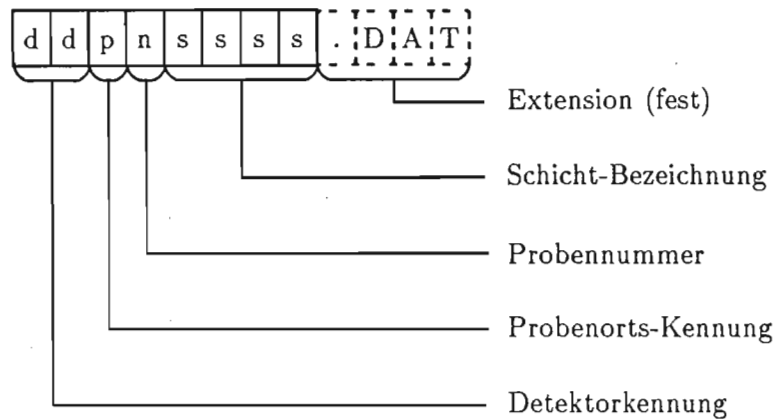 d d p n s s s s . D A T
Extension (fest)
Schicht-Bezeichnung
Probennummer
Probenorts-Kennung
Detektorkennung